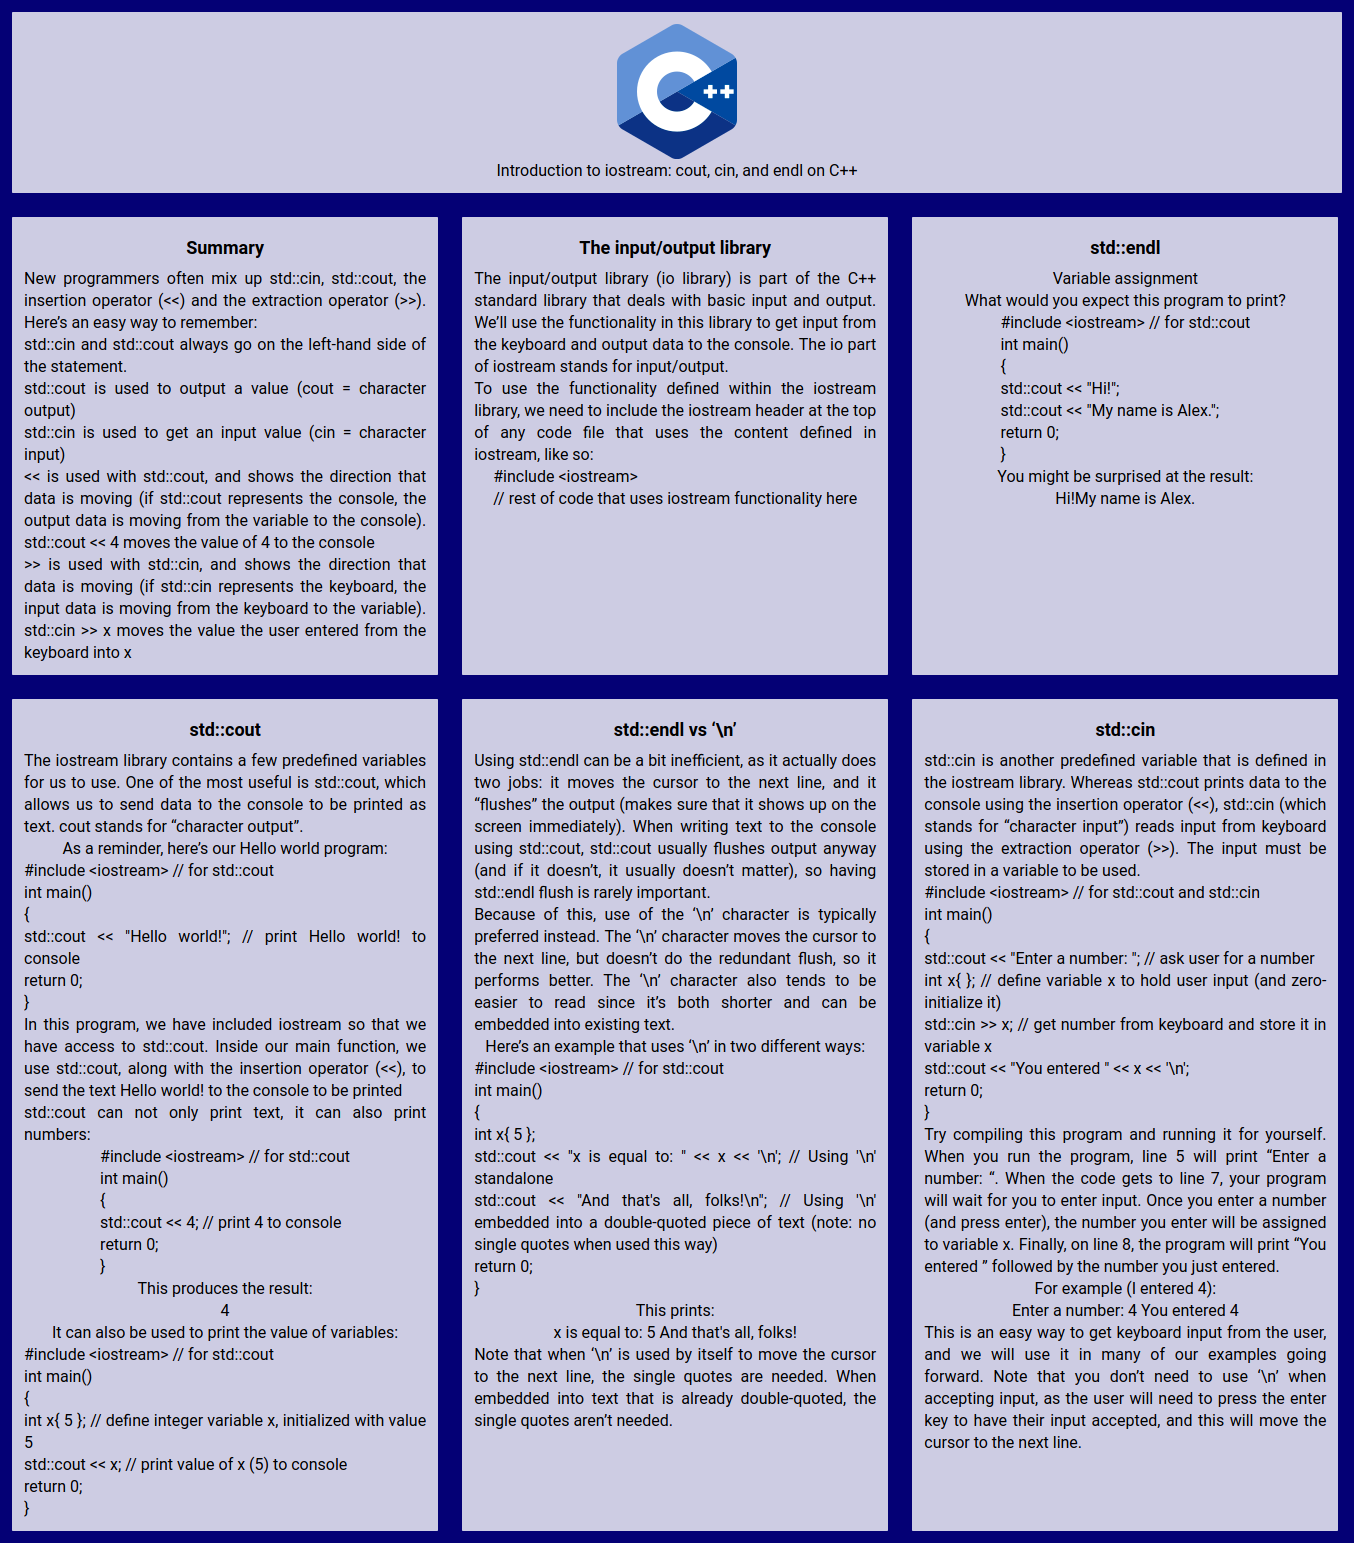 ++
Introduction to iostream: cout, cin, and endl on C++
Summary
New programmers often mix up std::cin, std::cout, the
insertion operator (<<) and the extraction operator (>>).
Here’s an easy way to remember:
std::cin and std::cout always go on the left-hand side of
the statement.
std::cout is used to output a value (cout = character
output)
std::cin is used to get an input value (cin = character
input)
<< is used with std::cout, and shows the direction that
data is moving (if std::cout represents the console, the
output data is moving from the variable to the console).
std::cout << 4 moves the value of 4 to the console
>> is used with std::cin, and shows the direction that
data is moving (if std::cin represents the keyboard, the
input data is moving from the keyboard to the variable).
std::cin >> x moves the value the user entered from the
keyboard into x
The input/output library
The input/output library (io library) is part of the C++
standard library that deals with basic input and output.
We’ll use the functionality in this library to get input from
the keyboard and output data to the console. The io part
of iostream stands for input/output.
To use the functionality defined within the iostream
library, we need to include the iostream header at the top
of any code file that uses the content defined in
iostream, like so:
#include <iostream>
// rest of code that uses iostream functionality here
std::endl
Variable assignment
What would you expect this program to print?
#include <iostream> // for std::cout
int main()
{
std::cout << "Hi!";
std::cout << "My name is Alex.";
return 0;
}
You might be surprised at the result:
Hi!My name is Alex.
std::cout
The iostream library contains a few predefined variables
for us to use. One of the most useful is std::cout, which
allows us to send data to the console to be printed as
text. cout stands for “character output”.
As a reminder, here’s our Hello world program:
#include <iostream> // for std::cout
int main()
{
std::cout << "Hello world!"; // print Hello world! to
console
return 0;
}
In this program, we have included iostream so that we
have access to std::cout. Inside our main function, we
use std::cout, along with the insertion operator (<<), to
send the text Hello world! to the console to be printed
std::cout can not only print text, it can also print
numbers:
#include <iostream> // for std::cout
int main()
{
std::cout << 4; // print 4 to console
return 0;
}
This produces the result:
4
It can also be used to print the value of variables:
#include <iostream> // for std::cout
int main()
{
int x{ 5 }; // define integer variable x, initialized with value
5
std::cout << x; // print value of x (5) to console
return 0;
}
std::endl vs ‘\n’
Using std::endl can be a bit inefficient, as it actually does
two jobs: it moves the cursor to the next line, and it
“flushes” the output (makes sure that it shows up on the
screen immediately). When writing text to the console
using std::cout, std::cout usually flushes output anyway
(and if it doesn’t, it usually doesn’t matter), so having
std::endl flush is rarely important.
Because of this, use of the ‘\n’ character is typically
preferred instead. The ‘\n’ character moves the cursor to
the next line, but doesn’t do the redundant flush, so it
performs better. The ‘\n’ character also tends to be
easier to read since it’s both shorter and can be
embedded into existing text.
Here’s an example that uses ‘\n’ in two different ways:
#include <iostream> // for std::cout
int main()
{
int x{ 5 };
std::cout << "x is equal to: " << x << '\n'; // Using '\n'
standalone
std::cout << "And that's all, folks!\n"; // Using '\n'
embedded into a double-quoted piece of text (note: no
single quotes when used this way)
return 0;
}
This prints:
x is equal to: 5 And that's all, folks!
Note that when ‘\n’ is used by itself to move the cursor
to the next line, the single quotes are needed. When
embedded into text that is already double-quoted, the
single quotes aren’t needed.
std::cin
std::cin is another predefined variable that is defined in
the iostream library. Whereas std::cout prints data to the
console using the insertion operator (<<), std::cin (which
stands for “character input”) reads input from keyboard
using the extraction operator (>>). The input must be
stored in a variable to be used.
#include <iostream> // for std::cout and std::cin
int main()
{
std::cout << "Enter a number: "; // ask user for a number
int x{ }; // define variable x to hold user input (and zero-
initialize it)
std::cin >> x; // get number from keyboard and store it in
variable x
std::cout << "You entered " << x << '\n';
return 0;
}
Try compiling this program and running it for yourself.
When you run the program, line 5 will print “Enter a
number: “. When the code gets to line 7, your program
will wait for you to enter input. Once you enter a number
(and press enter), the number you enter will be assigned
to variable x. Finally, on line 8, the program will print “You
entered ” followed by the number you just entered.
For example (I entered 4):
Enter a number: 4 You entered 4
This is an easy way to get keyboard input from the user,
and we will use it in many of our examples going
forward. Note that you don’t need to use ‘\n’ when
accepting input, as the user will need to press the enter
key to have their input accepted, and this will move the
cursor to the next line.